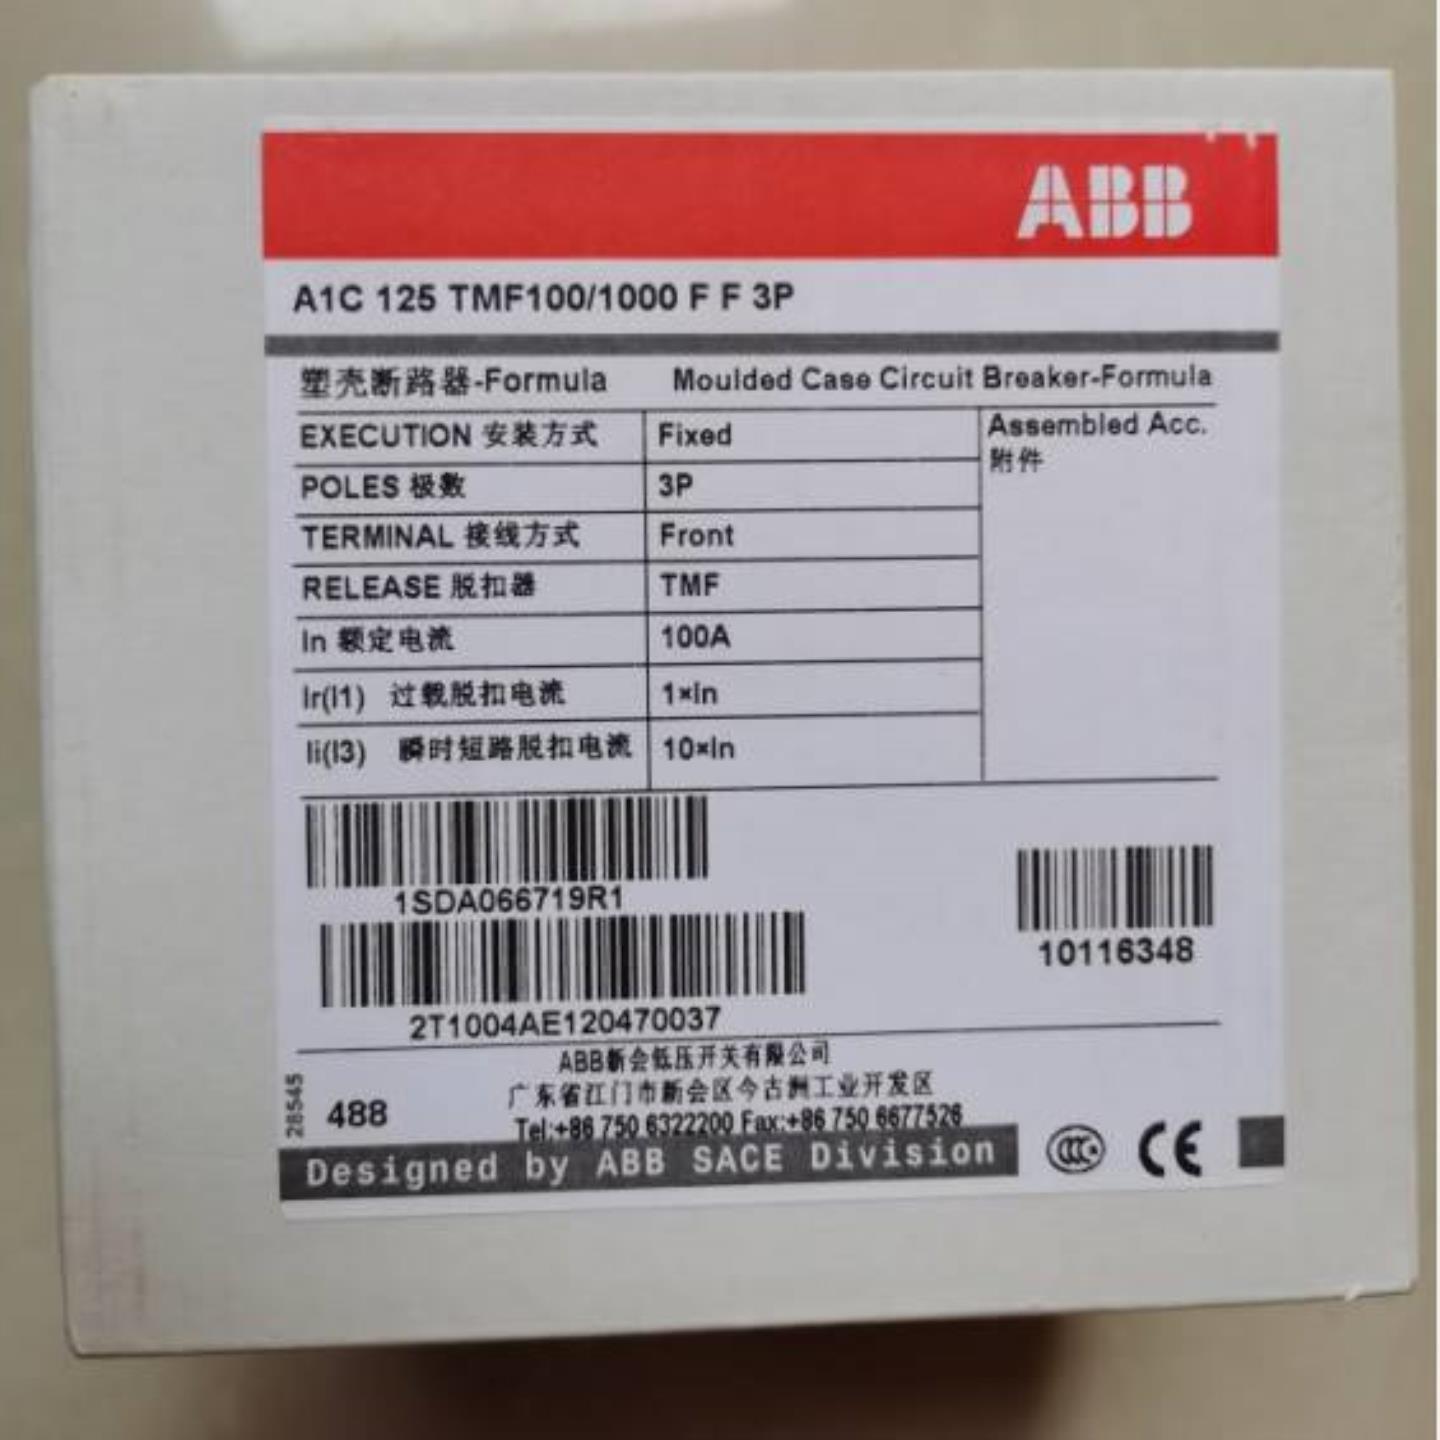 ABB
A1C 125 TMF100/1000 F F 3P
塑壳断路器-Formula Moulded Case Circuit Breaker-Formula
EXECUTION 安装方式 Fixed Assembled Acc.
附件
POLES 极数 3P
TERMINAL 接线方式 Front
RELEASE 脱扣器 TMF
In 额定电流 100A
Ir(I1) 过载脱扣电流 1×In
Ii(I3) 瞬时短路脱扣电流 10×In
1SDA066719R1
10116348
2T1004AE120470037
ABB新会低压开关有限公司
广东省江门市新会区今古洲工业开发区
28545
488
Tel:+86 750 6322200 Fax:+86 750 6677526
Designed by ABB SACE Division
CCC
CE